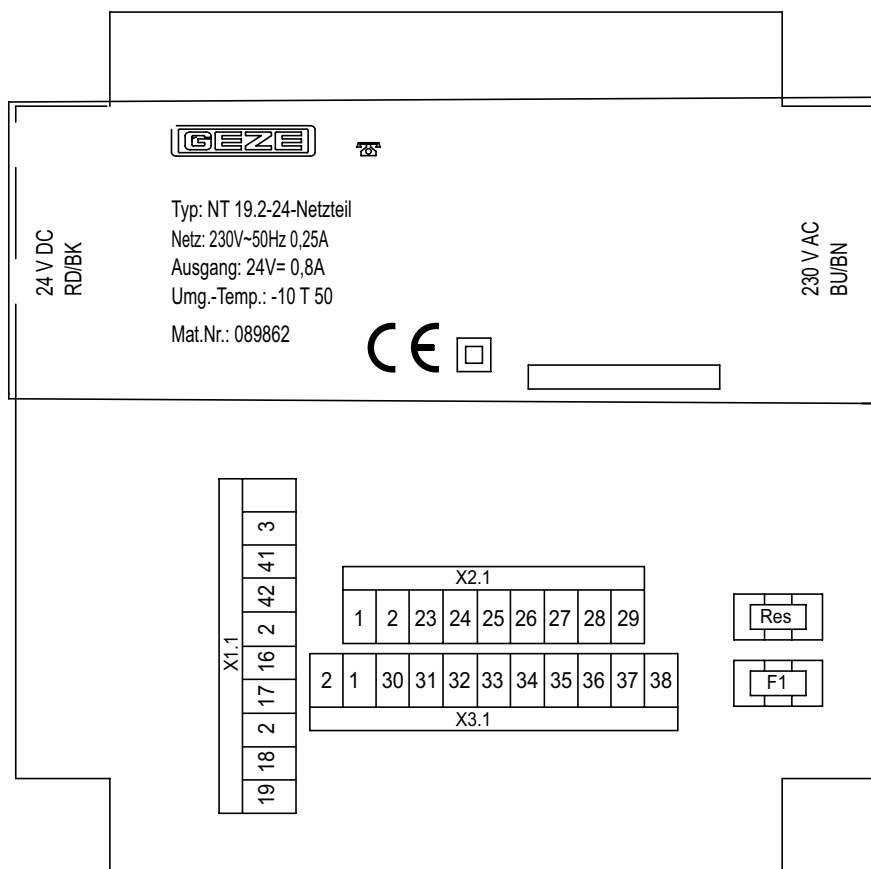 GEZE
Typ: NT 19.2-24-Netzteil
Netz: 230V~50Hz 0,25A
Ausgang: 24V= 0,8A
Umg.-Temp.: -10 T 50
Mat.Nr.: 089862
CE
24 V DC
RD/BK
230 V AC
BU/BN
X1.1
3
41
42
2
16
17
2
18
19
X2.1
1 2 23 24 25 26 27 28 29
2 1 30 31 32 33 34 35 36 37 38
X3.1
Res
F1